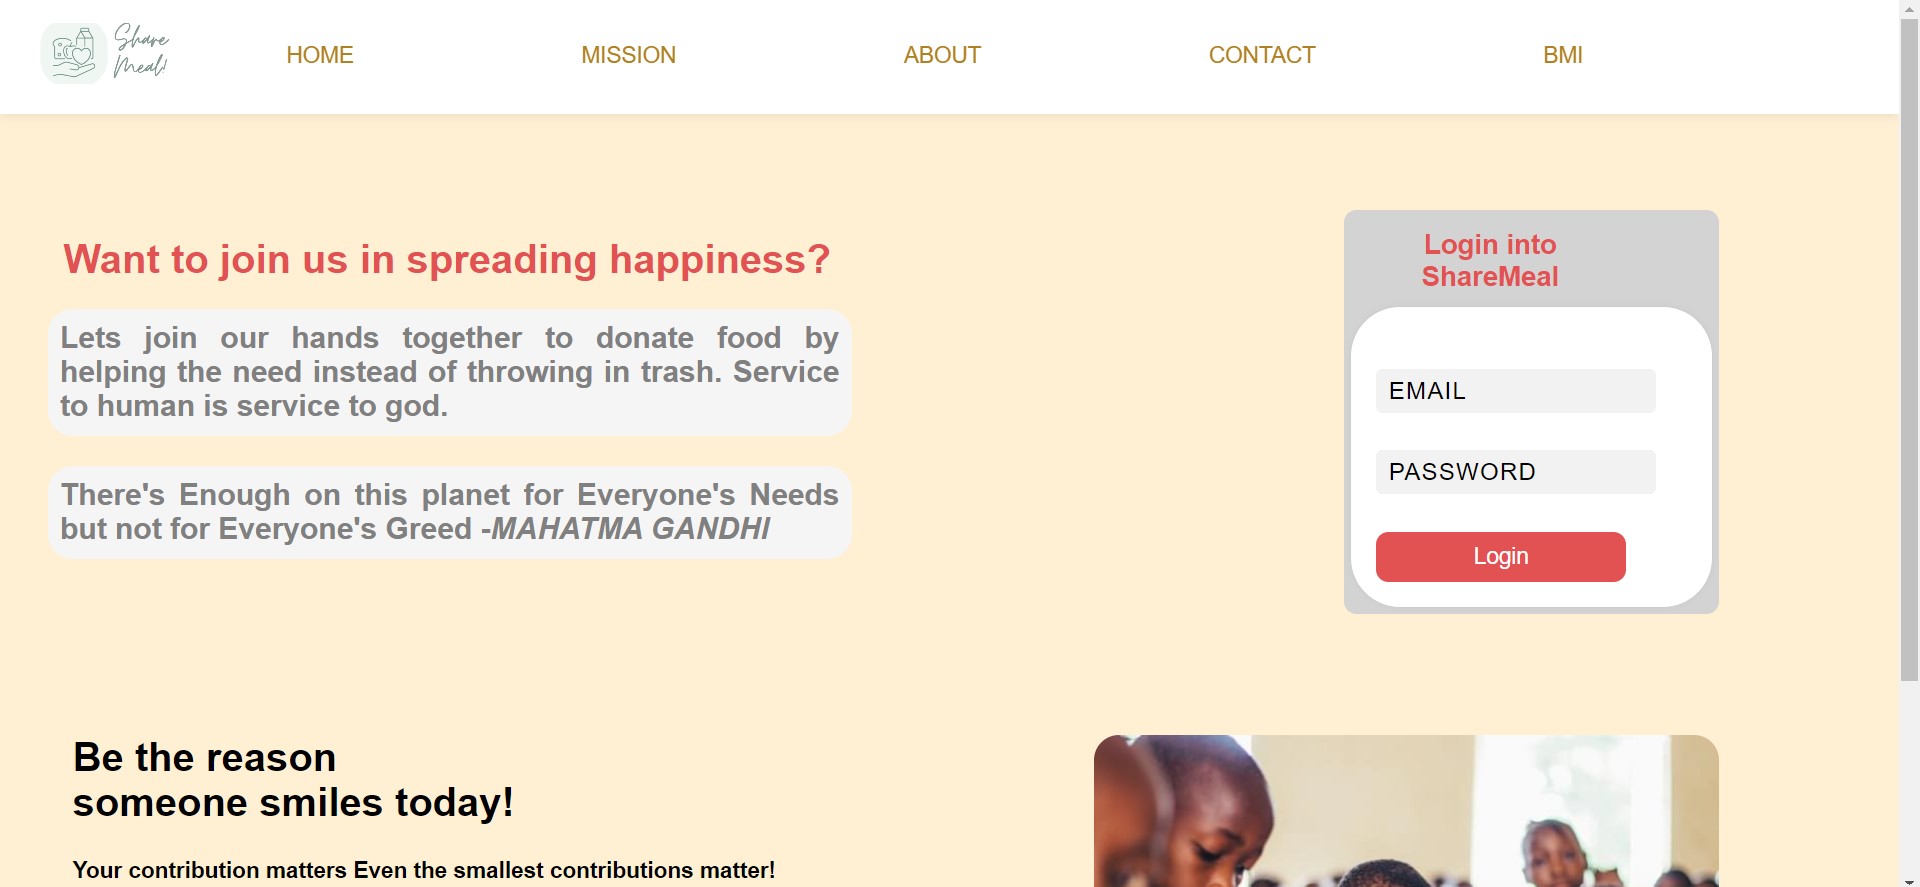 Share
Meal!
HOME
MISSION
ABOUT
CONTACT
BMI
Want to join us in spreading happiness?
Lets join our hands together to donate food by
helping the need instead of throwing in trash. Service
to human is service to god.
There's Enough on this planet for Everyone's Needs
but not for Everyone's Greed -MAHATMA GANDHI
Login into
ShareMeal
EMAIL
PASSWORD
Login
Be the reason
someone smiles today!
Your contribution matters Even the smallest contributions matter!